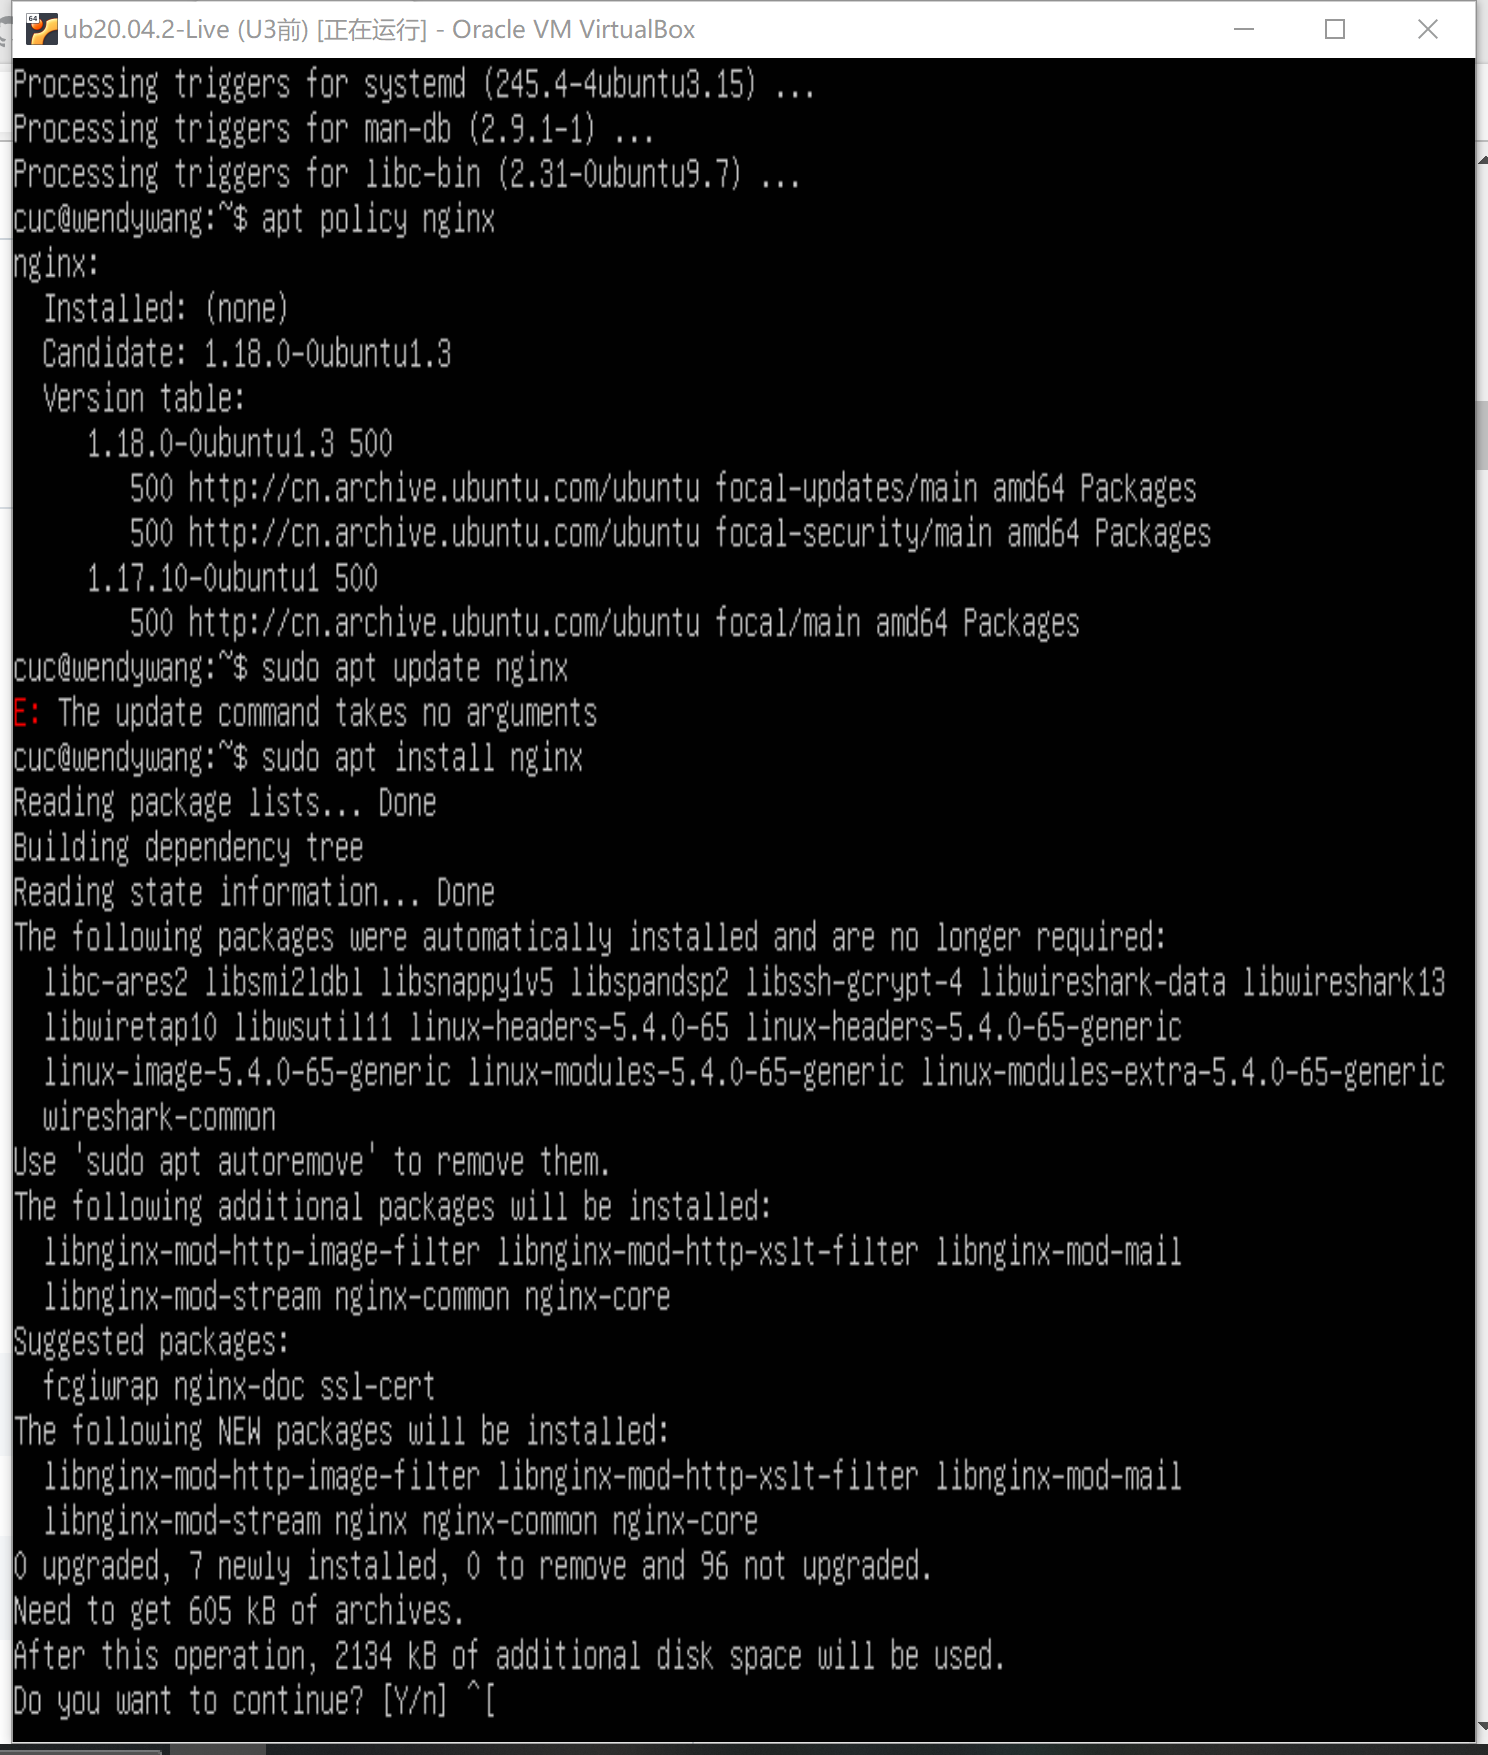 64
ub20.04.2-Live (U3前) [正在运行] - Oracle VM VirtualBox
Processing triggers for systemd (245.4-4ubuntu3.15) ...
Processing triggers for man-db (2.9.1-1) ...
Processing triggers for libc-bin (2.31-0ubuntu9.7) ...
cuc@wendywang:~$ apt policy nginx
nginx:
  Installed: (none)
  Candidate: 1.18.0-0ubuntu1.3
  Version table:
     1.18.0-0ubuntu1.3 500
        500 http://cn.archive.ubuntu.com/ubuntu focal-updates/main amd64 Packages
        500 http://cn.archive.ubuntu.com/ubuntu focal-security/main amd64 Packages
     1.17.10-0ubuntu1 500
        500 http://cn.archive.ubuntu.com/ubuntu focal/main amd64 Packages
cuc@wendywang:~$ sudo apt update nginx
E: The update command takes no arguments
cuc@wendywang:~$ sudo apt install nginx
Reading package lists... Done
Building dependency tree
Reading state information... Done
The following packages were automatically installed and are no longer required:
  libc-ares2 libsmi2ldbl libsnappy1v5 libspandsp2 libssh-gcrypt-4 libwireshark-data libwireshark13
  libwiretap10 libwsutil11 linux-headers-5.4.0-65 linux-headers-5.4.0-65-generic
  linux-image-5.4.0-65-generic linux-modules-5.4.0-65-generic linux-modules-extra-5.4.0-65-generic
  wireshark-common
Use 'sudo apt autoremove' to remove them.
The following additional packages will be installed:
  libnginx-mod-http-image-filter libnginx-mod-http-xslt-filter libnginx-mod-mail
  libnginx-mod-stream nginx-common nginx-core
Suggested packages:
  fcgiwrap nginx-doc ssl-cert
The following NEW packages will be installed:
  libnginx-mod-http-image-filter libnginx-mod-http-xslt-filter libnginx-mod-mail
  libnginx-mod-stream nginx nginx-common nginx-core
0 upgraded, 7 newly installed, 0 to remove and 96 not upgraded.
Need to get 605 kB of archives.
After this operation, 2134 kB of additional disk space will be used.
Do you want to continue? [Y/n] ^[